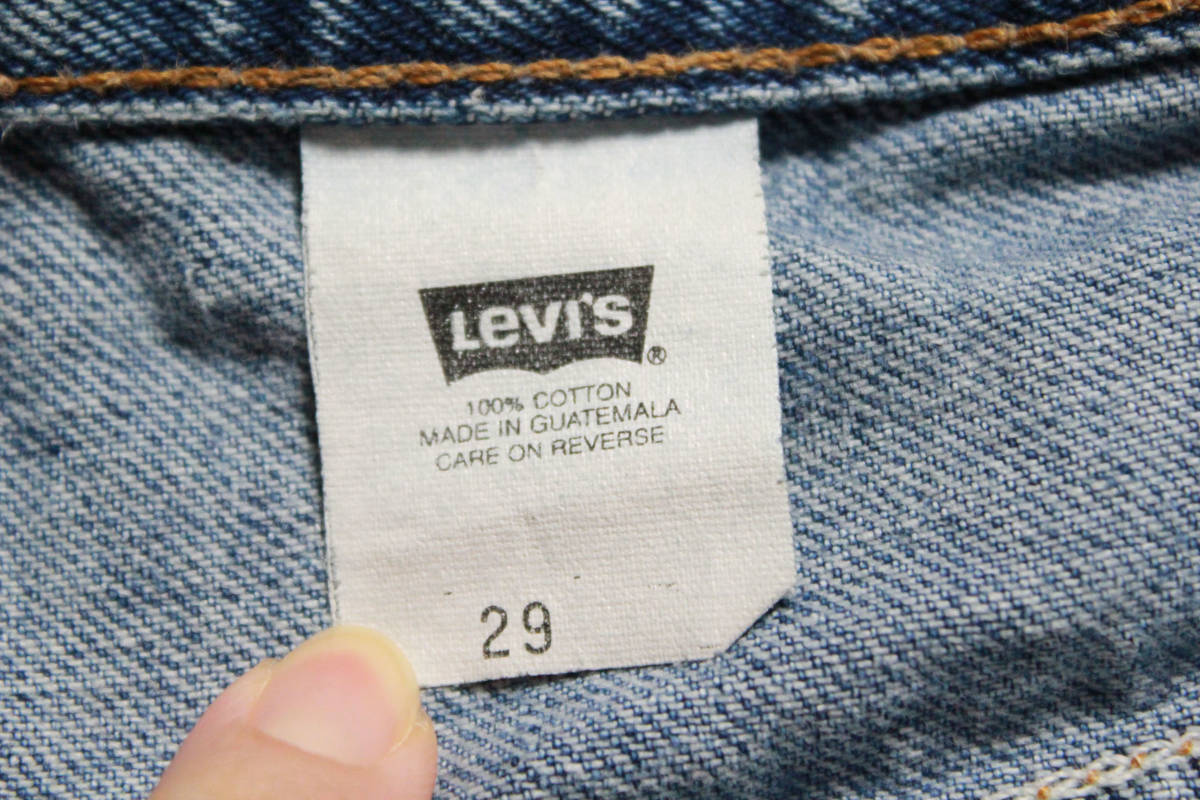 Levi's ®
100% COTTON
MADE IN GUATEMALA
CARE ON REVERSE
29